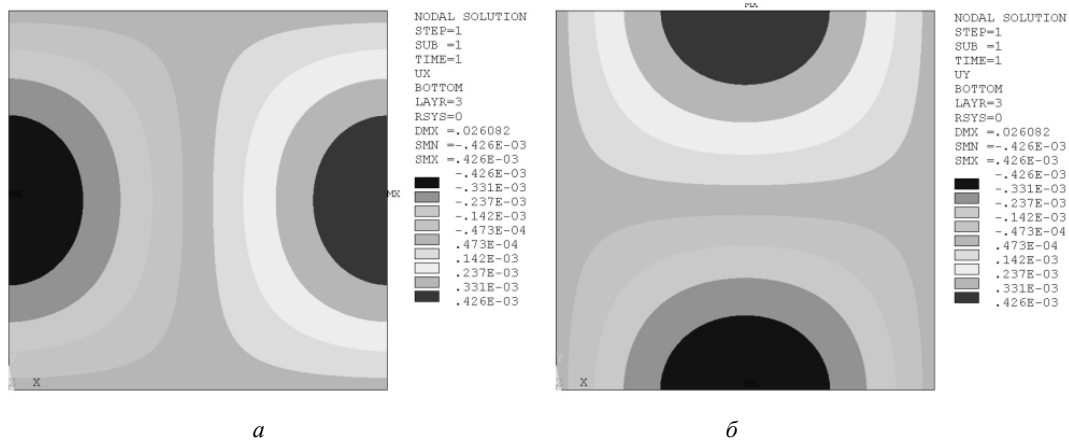 NODAL SOLUTION
STEP=1
SUB =1
TIME=1
UX
BOTTOM
LAYR=3
RSYS=0
DMX =.026082
SMN =-.426E-03
SMX =.426E-03
-.426E-03
-.331E-03
-.237E-03
-.142E-03
-.473E-04
.473E-04
.142E-03
.237E-03
.331E-03
.426E-03
MX
X
а
MX
NODAL SOLUTION
STEP=1
SUB =1
TIME=1
UY
BOTTOM
LAYR=3
RSYS=0
DMX =.026082
SMN =-.426E-03
SMX =.426E-03
-.426E-03
-.331E-03
-.237E-03
-.142E-03
-.473E-04
.473E-04
.142E-03
.237E-03
.331E-03
.426E-03
MN
X
б